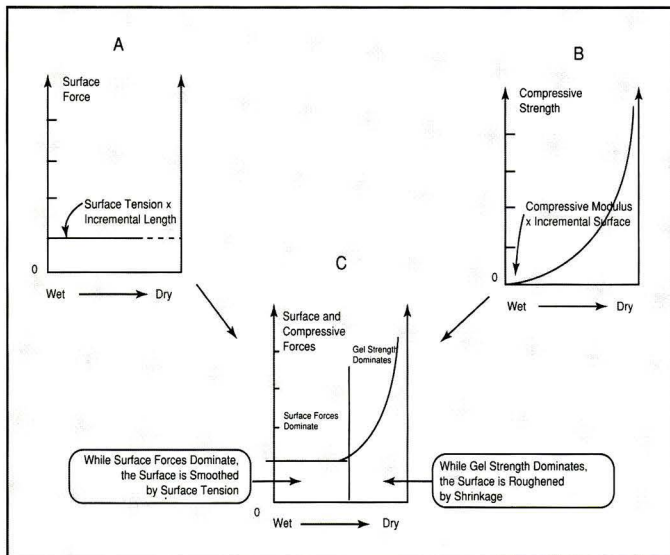 A
Surface
Force
Surface Tension x
Incremental Length
0
Wet
Dry
B
Compressive
Strength
Compressive Modulus
x Incremental Surface
0
Wet
Dry
C
Surface and
Compressive
Forces
Gel Strength
Dominates
Surface Forces
Dominate
0
Wet
Dry
While Surface Forces Dominate,
the Surface is Smoothed
by Surface Tension
While Gel Strength Dominates,
the Surface is Roughened
by Shrinkage